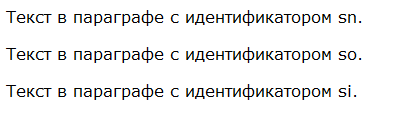 Текст в параграфе с идентификатором sn.
Текст в параграфе с идентификатором so.
Текст в параграфе с идентификатором si.